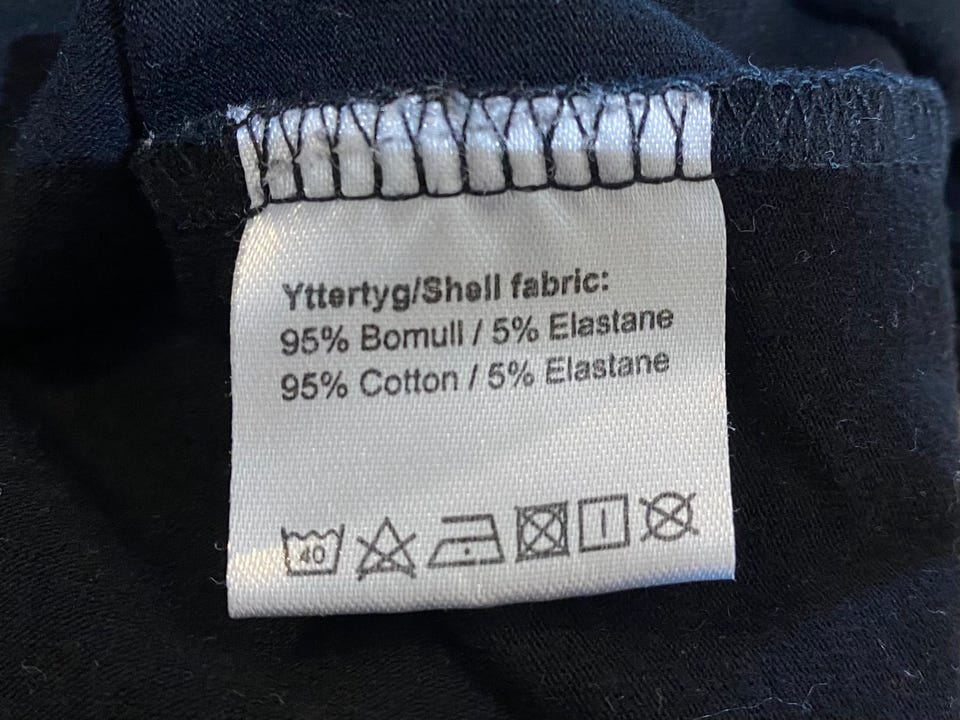 Yttertyg/Shell fabric:
95% Bomull / 5% Elastane
95% Cotton / 5% Elastane
40